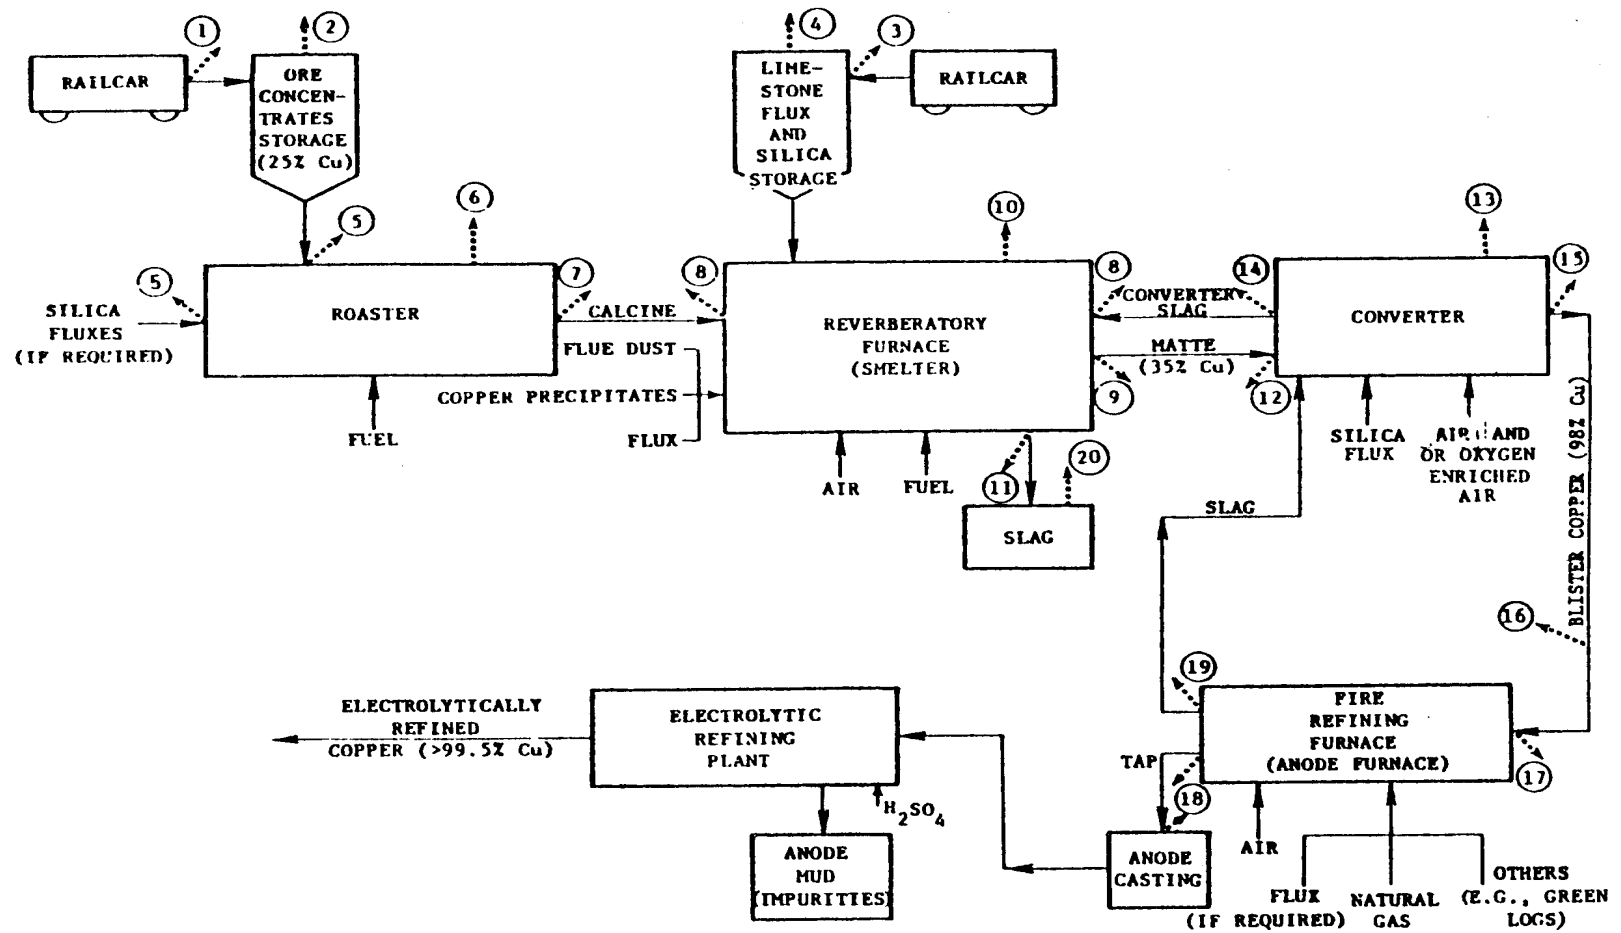 1
2
4
3
RAILCAR
ORE
CONCEN-
TRATES
STORAGE
(25% Cu)
LIME-
STONE
FLUX
AND
SILICA
STORAGE
RAILCAR
5
6
10
13
5
SILICA
FLUXES
(IF REQUIRED)
ROASTER
7
CALCINE
8
FLUE DUST
COPPER PRECIPITATES
FLUX
FUEL
REVERBERATORY
FURNACE
(SMELTER)
8
CONVERTER
SLAG
14
MATTE
(35% Cu)
9
12
CONVERTER
15
AIR
FUEL
11
20
SLAG
SILICA
FLUX
AIR AND
OR OXYGEN
ENRICHED
AIR
SLAG
BLISTER COPPER (98% Cu)
16
19
FIRE
REFINING
FURNACE
(ANODE FURNACE)
17
TAP
18
ELECTROLYTICALLY
REFINED
COPPER (>99.5% Cu)
ELECTROLYTIC
REFINING
PLANT
H2SO4
ANODE
MUD
(IMPURITIES)
ANODE
CASTING
AIR
FLUX
(IF REQUIRED)
NATURAL
GAS
OTHERS
(E.G., GREEN
LOGS)